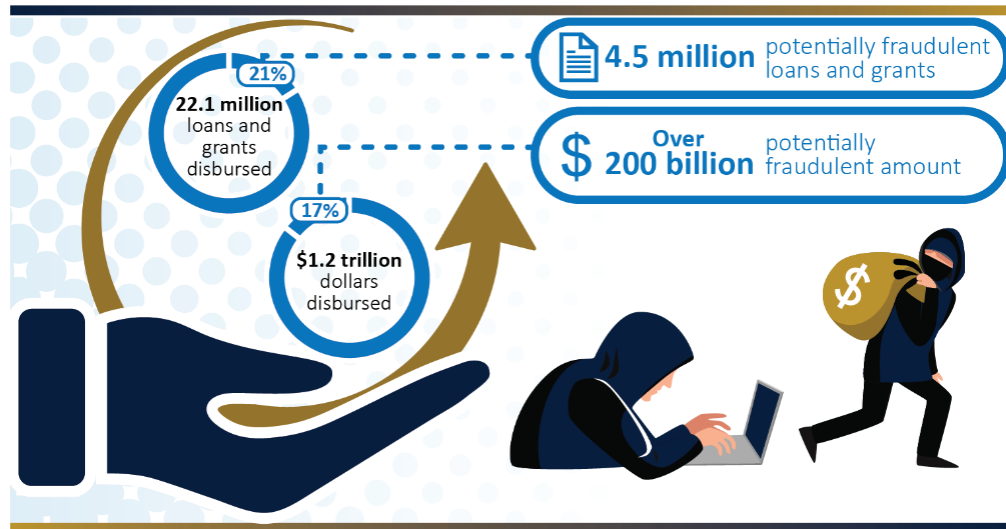 21%
22.1 million
loans and
grants
disbursed
4.5 million
potentially fraudulent
loans and grants
17%
$1.2 trillion
dollars
disbursed
$
Over
200 billion
potentially
fraudulent amount
$